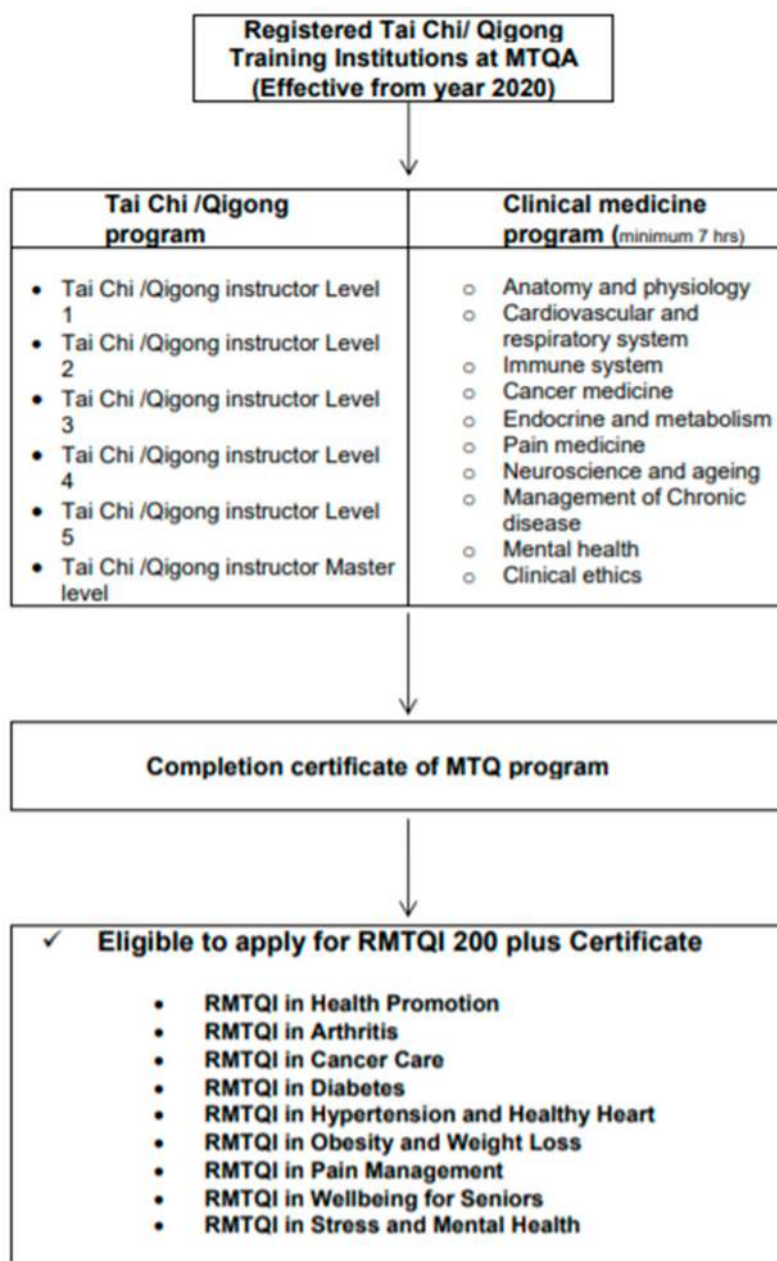 Registered Tai Chi/ Qigong
Training Institutions at MTQA
(Effective from year 2020)
Tai Chi /Qigong
program
• Tai Chi /Qigong instructor Level
1
• Tai Chi /Qigong instructor Level
2
• Tai Chi /Qigong instructor Level
3
• Tai Chi /Qigong instructor Level
4
• Tai Chi /Qigong instructor Level
5
• Tai Chi /Qigong instructor Master
level
Clinical medicine
program (minimum 7 hrs)
o Anatomy and physiology
o Cardiovascular and
respiratory system
o Immune system
o Cancer medicine
o Endocrine and metabolism
o Pain medicine
o Neuroscience and ageing
o Management of Chronic
disease
o Mental health
o Clinical ethics
Completion certificate of MTQ program
✓ Eligible to apply for RMTQI 200 plus Certificate
• RMTQI in Health Promotion
• RMTQI in Arthritis
• RMTQI in Cancer Care
• RMTQI in Diabetes
• RMTQI in Hypertension and Healthy Heart
• RMTQI in Obesity and Weight Loss
• RMTQI in Pain Management
• RMTQI in Wellbeing for Seniors
• RMTQI in Stress and Mental Health